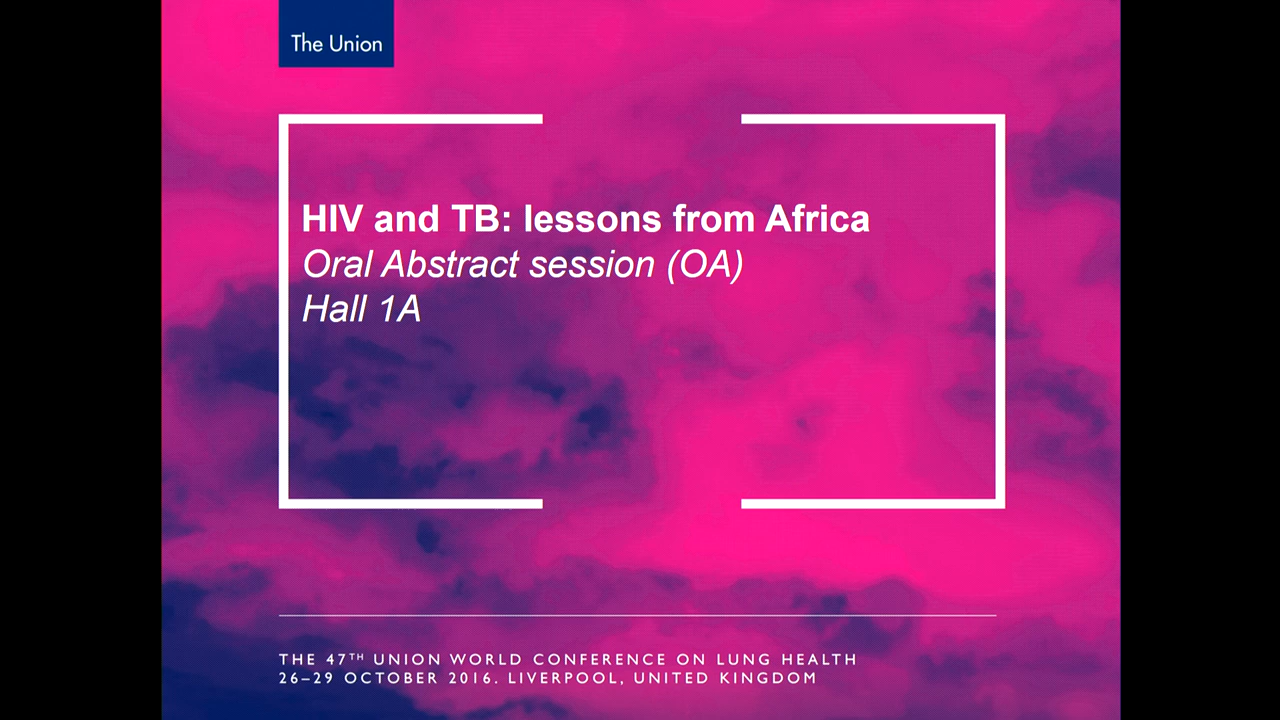 The Union
HIV and TB: lessons from Africa
Oral Abstract session (OA)
Hall 1A
THE 47TH UNION WORLD CONFERENCE ON LUNG HEALTH
26–29 OCTOBER 2016. LIVERPOOL, UNITED KINGDOM